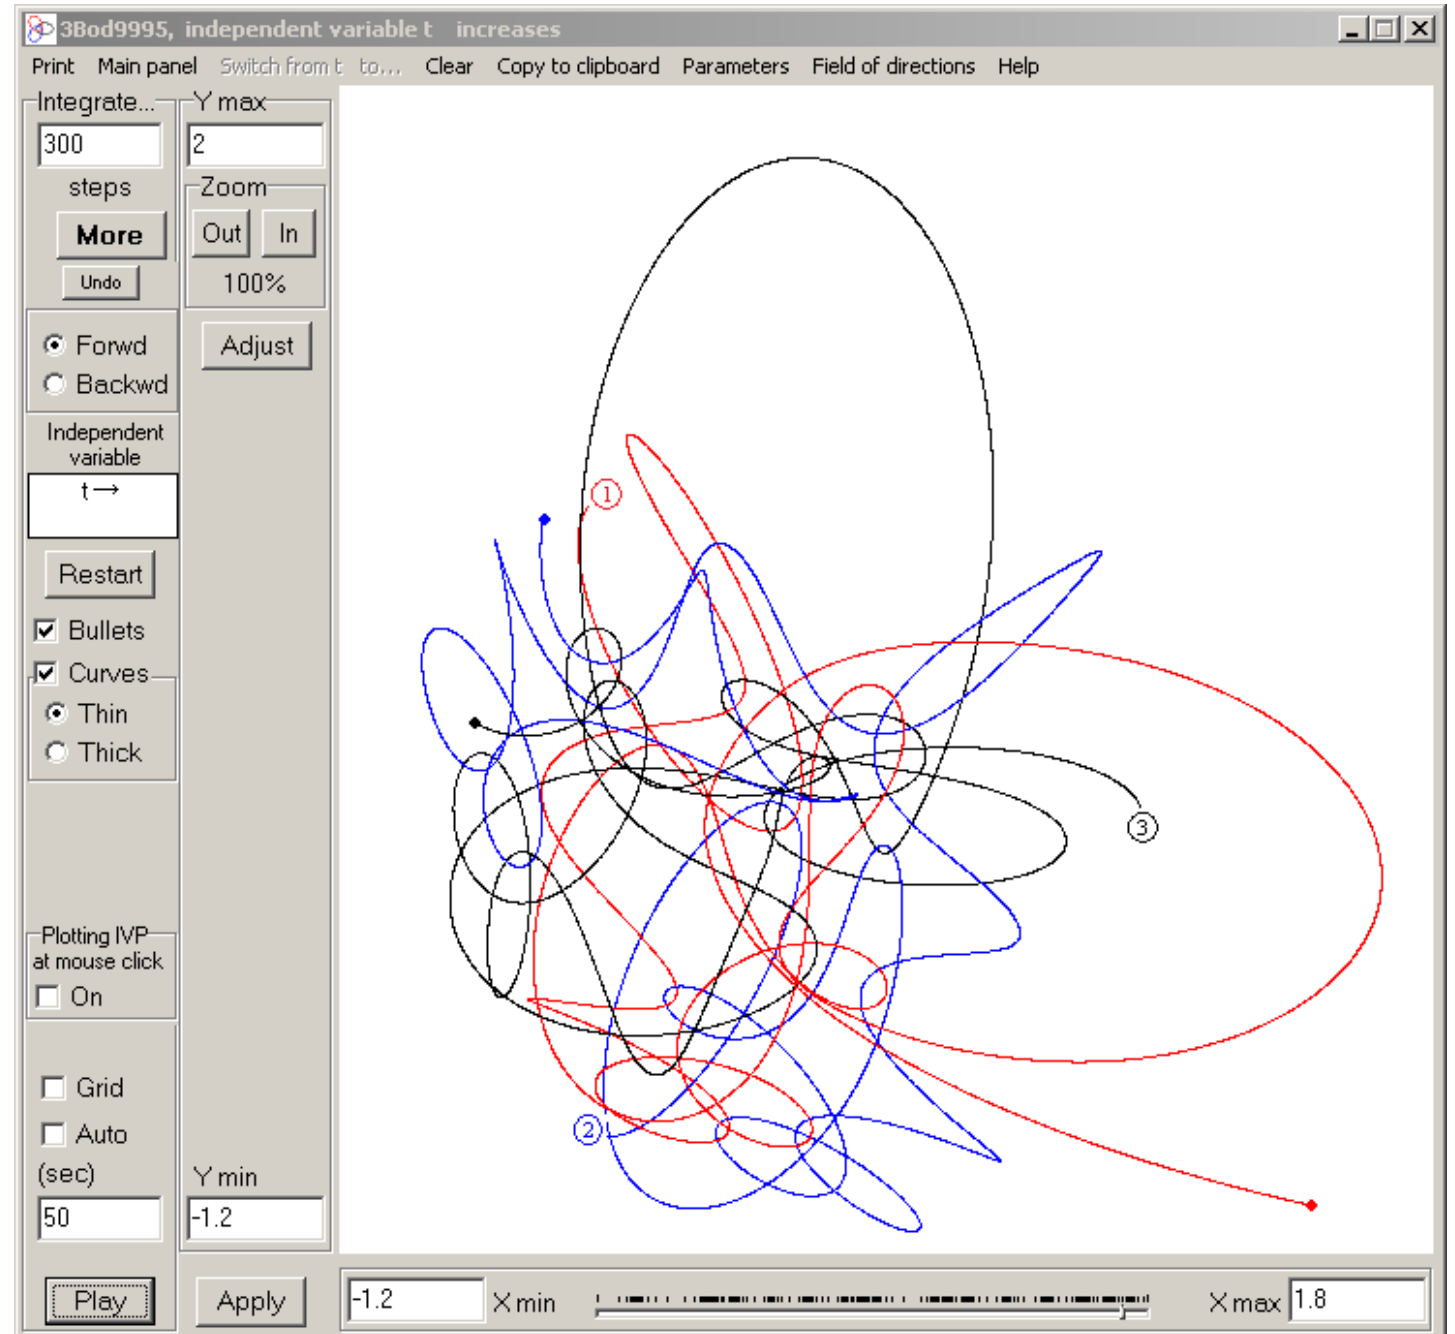 3Bod9995, independent variable t increases
Print Main panel Switch from t to... Clear Copy to clipboard Parameters Field of directions Help
Integrate...
300
steps
More
Undo
Forwd
Backwd
Independent
variable
t→
Restart
Bullets
Curves
Thin
Thick
Plotting IVP
at mouse click
On
Grid
Auto
(sec)
50
Play
Y max
2
Zoom
Out In
100%
Adjust
Y min
-1.2
Apply
1
2
3
-1.2 X min X max 1.8